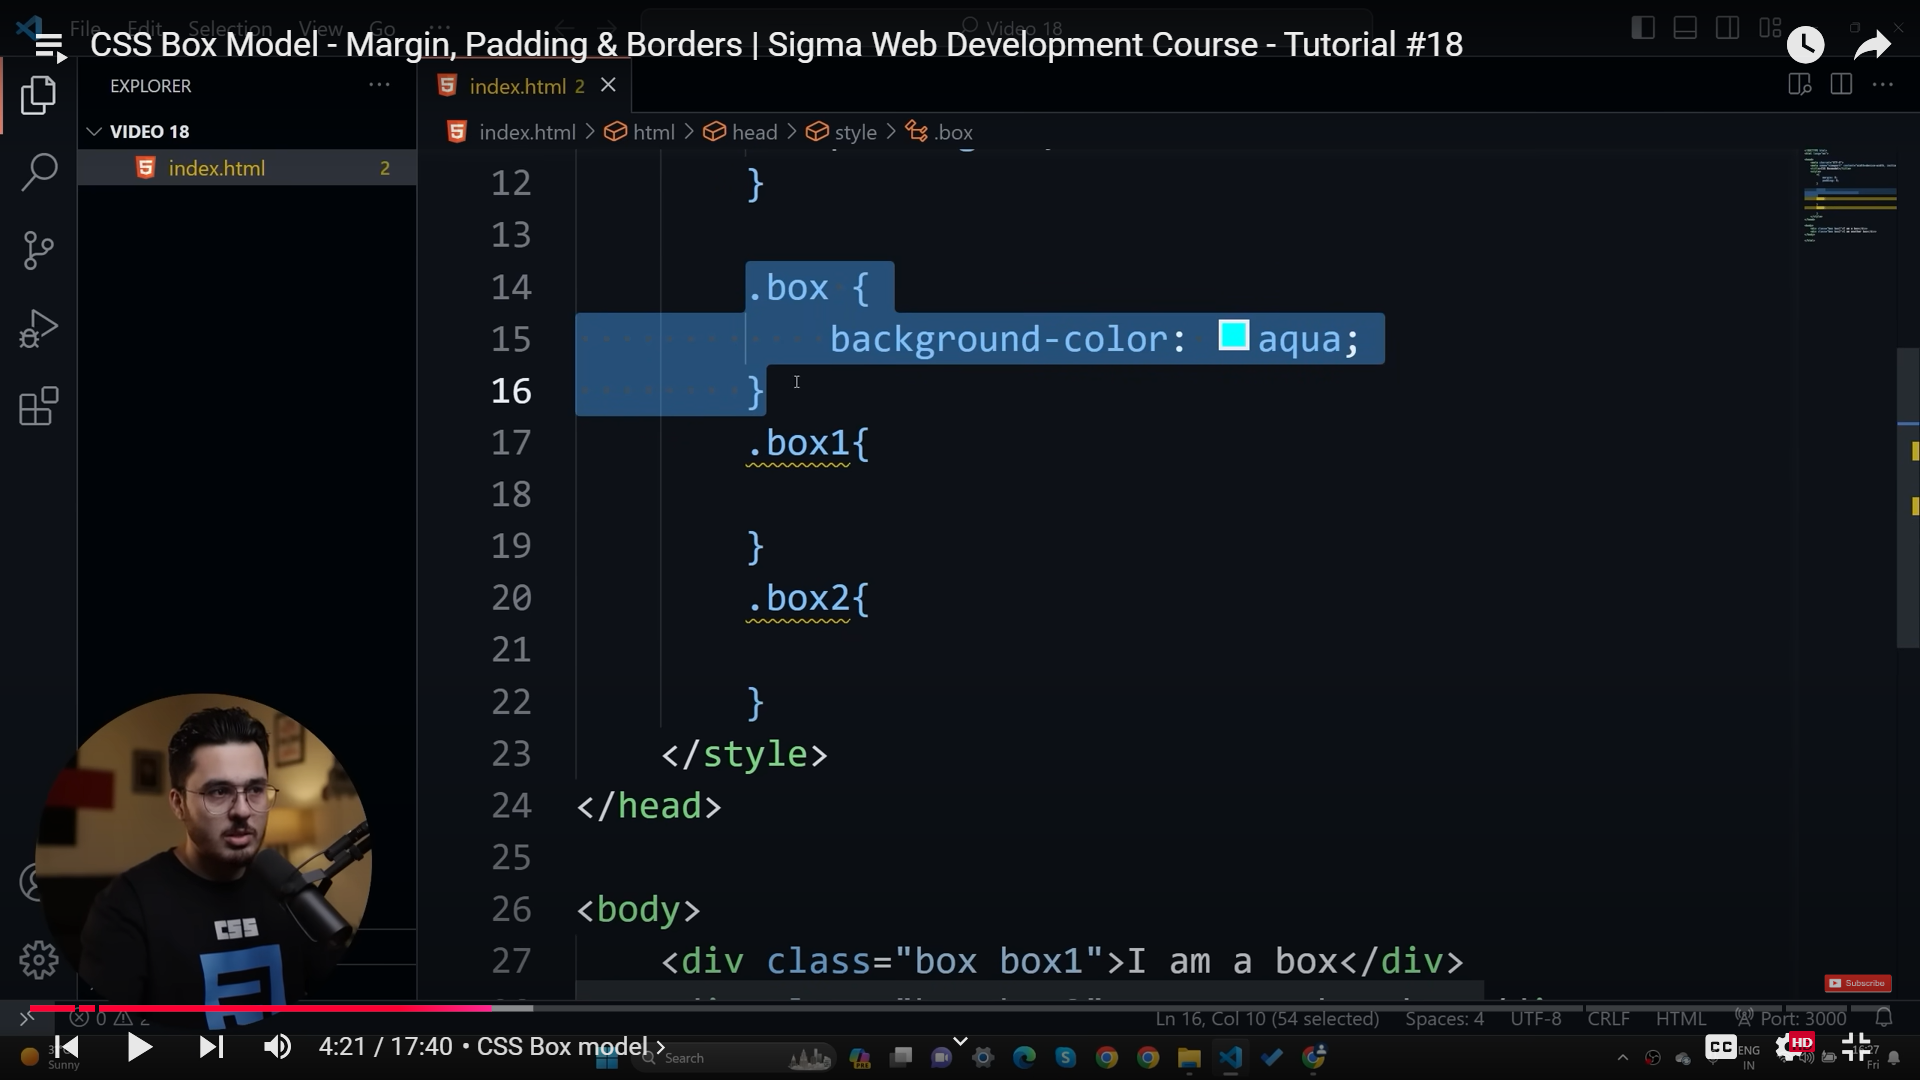 File Edit Selection View Go ... Video 18
CSS Box Model - Margin, Padding & Borders | Sigma Web Development Course - Tutorial #18
EXPLORER
index.html 2
VIDEO 18
index.html > html > head > style > .box
index.html 2
12 }
13
14 .box {
15 background-color: aqua;
16 }
17 .box1{
18
19 }
20 .box2{
21
22 }
23 </style>
24 </head>
25
26 <body>
27 <div class="box box1">I am a box</div>
CSS
Subscribe
0 2
Ln 16, Col 10 (54 selected) Spaces: 4 UTF-8 CRLF HTML Port: 3000
4:21 / 17:40 • CSS Box model >
Search
CC
HD
ENG
IN
Sunny
Fri